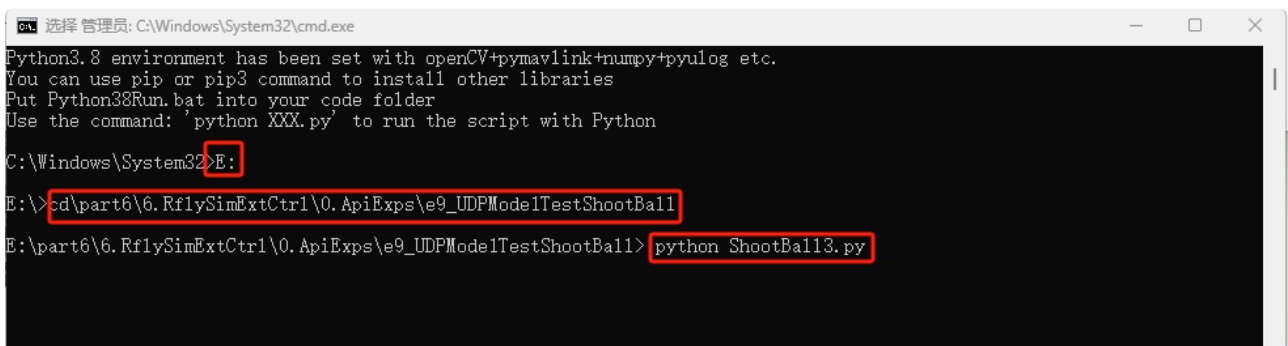 选择 管理员: C:\Windows\System32\cmd.exe
Python3.8 environment has been set with openCV+pymavlink+numpy+pyulog etc.
You can use pip or pip3 command to install other libraries
Put Python38Run.bat into your code folder
Use the command: 'python XXX.py' to run the script with Python
C:\Windows\System32>E:
E:\>cd\part6\6.RflySimExtCtrl\0.ApiExps\e9_UDPModelTestShootBall
E:\part6\6.RflySimExtCtrl\0.ApiExps\e9_UDPModelTestShootBall> python ShootBall3.py